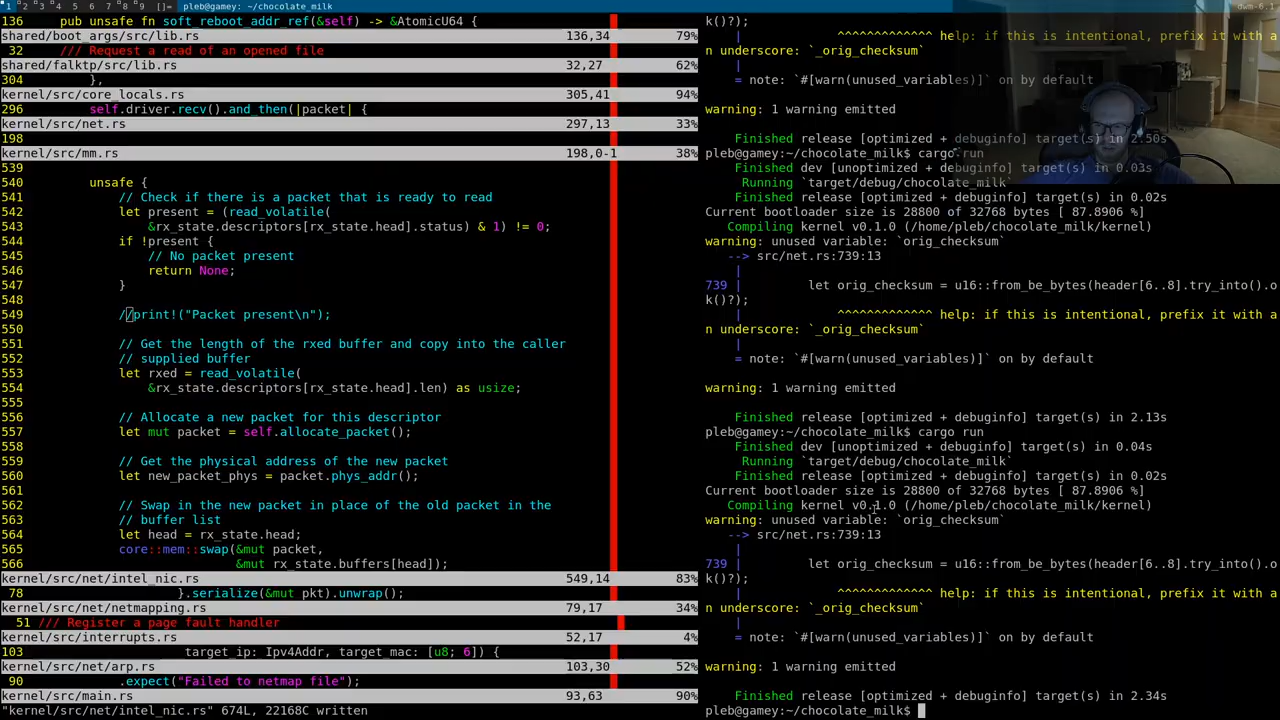 1 2 3 4 5 6 7 8 9 []= pleb@gamey: ~/chocolate_milk dwm-6.1
136     pub unsafe fn soft_reboot_addr_ref(&self) -> &AtomicU64 {
shared/boot_args/src/lib.rs 136,34 79%
32     /// Request a read of an opened file
shared/falktp/src/lib.rs 32,27 62%
304         },
kernel/src/core_locals.rs 305,41 94%
296         self.driver.recv().and_then(|packet| {
kernel/src/net.rs 297,13 33%
198
kernel/src/mm.rs 198,0-1 38%
539
540         unsafe {
541             // Check if there is a packet that is ready to read
542             let present = (read_volatile(
543                 &rx_state.descriptors[rx_state.head].status) & 1) != 0;
544             if !present {
545                 // No packet present
546                 return None;
547             }
548
549             //print!("Packet present\n");
550
551             // Get the length of the rxed buffer and copy into the caller
552             // supplied buffer
553             let rxed = read_volatile(
554                 &rx_state.descriptors[rx_state.head].len) as usize;
555
556             // Allocate a new packet for this descriptor
557             let mut packet = self.allocate_packet();
558
559             // Get the physical address of the new packet
560             let new_packet_phys = packet.phys_addr();
561
562             // Swap in the new packet in place of the old packet in the
563             // buffer list
564             let head = rx_state.head;
565             core::mem::swap(&mut packet,
566                             &mut rx_state.buffers[head]);
kernel/src/net/intel_nic.rs 549,14 83%
78                     }.serialize(&mut pkt).unwrap();
kernel/src/net/netmapping.rs 79,17 34%
51 /// Register a page fault handler
kernel/src/interrupts.rs 52,17 4%
103                      target_ip: Ipv4Addr, target_mac: [u8; 6]) {
kernel/src/net/arp.rs 103,30 52%
90             .expect("Failed to netmap file");
kernel/src/main.rs 93,63 90%
"kernel/src/net/intel_nic.rs" 674L, 22168C written
k()?);
    |                 ^^^^^^^^^^^^^ help: if this is intentional, prefix it with a
n underscore: `_orig_checksum`
    |
    = note: `#[warn(unused_variables)]` on by default
warning: 1 warning emitted
    Finished release [optimized + debuginfo] target(s) in 2.50s
pleb@gamey:~/chocolate_milk$ cargo run
    Finished dev [unoptimized + debuginfo] target(s) in 0.03s
     Running `target/debug/chocolate_milk`
    Finished release [optimized + debuginfo] target(s) in 0.02s
Current bootloader size is 28800 of 32768 bytes [ 87.8906 %]
   Compiling kernel v0.1.0 (/home/pleb/chocolate_milk/kernel)
warning: unused variable: `orig_checksum`
   --> src/net.rs:739:13
    |
739 |         let orig_checksum = u16::from_be_bytes(header[6..8].try_into().o
k()?);
    |             ^^^^^^^^^^^^^ help: if this is intentional, prefix it with a
n underscore: `_orig_checksum`
    |
    = note: `#[warn(unused_variables)]` on by default
warning: 1 warning emitted
    Finished release [optimized + debuginfo] target(s) in 2.13s
pleb@gamey:~/chocolate_milk$ cargo run
    Finished dev [unoptimized + debuginfo] target(s) in 0.04s
     Running `target/debug/chocolate_milk`
    Finished release [optimized + debuginfo] target(s) in 0.02s
Current bootloader size is 28800 of 32768 bytes [ 87.8906 %]
   Compiling kernel v0.1.0 (/home/pleb/chocolate_milk/kernel)
warning: unused variable: `orig_checksum`
   --> src/net.rs:739:13
    |
739 |         let orig_checksum = u16::from_be_bytes(header[6..8].try_into().o
k()?);
    |             ^^^^^^^^^^^^^ help: if this is intentional, prefix it with a
n underscore: `_orig_checksum`
    |
    = note: `#[warn(unused_variables)]` on by default
warning: 1 warning emitted
    Finished release [optimized + debuginfo] target(s) in 2.34s
pleb@gamey:~/chocolate_milk$